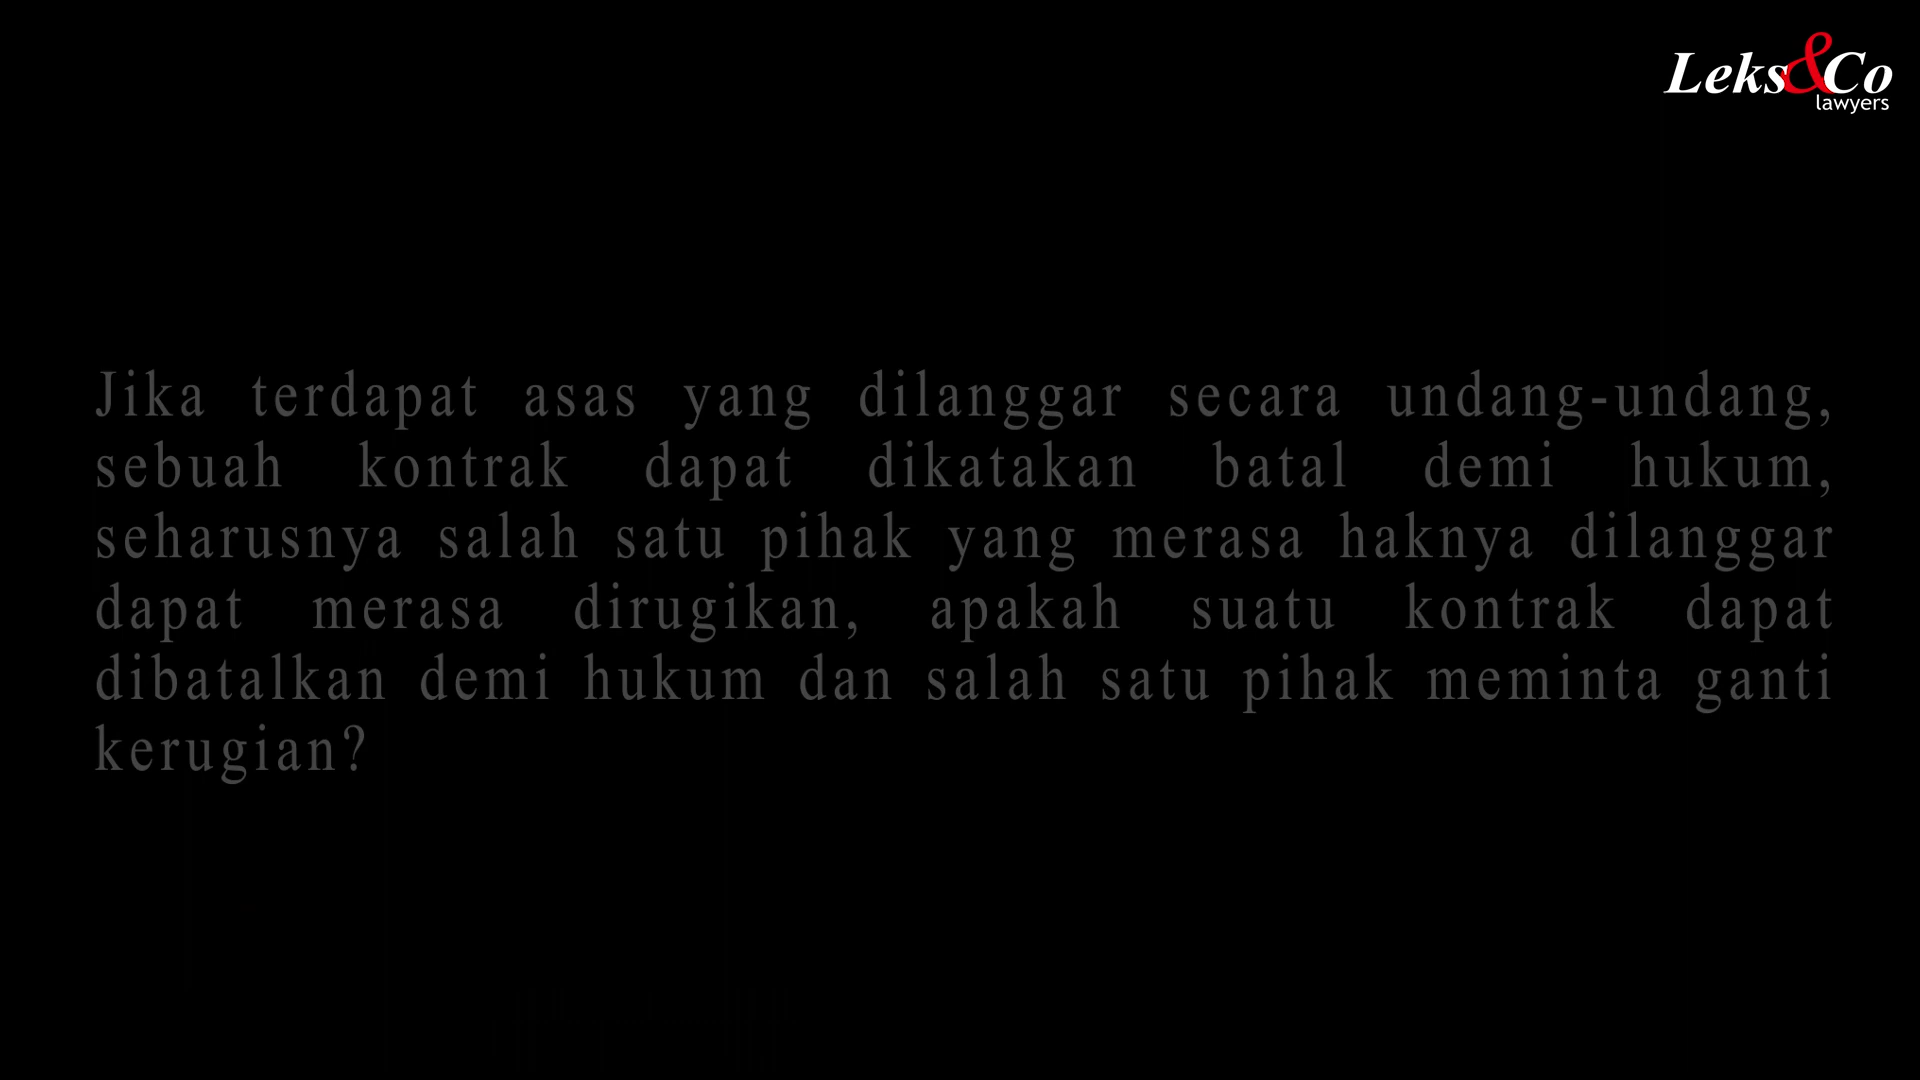 Leks&Co
lawyers
Jika terdapat asas yang dilanggar secara undang-undang,
sebuah kontrak dapat dikatakan batal demi hukum,
seharusnya salah satu pihak yang merasa haknya dilanggar
dapat merasa dirugikan, apakah suatu kontrak dapat
dibatalkan demi hukum dan salah satu pihak meminta ganti
kerugian?